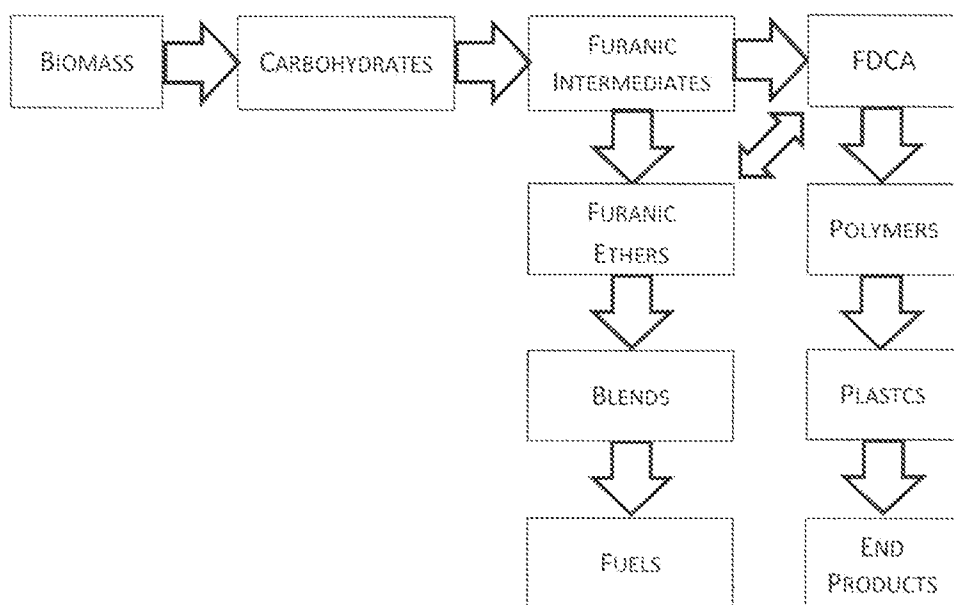 BIOMASS
CARBOHYDRATES
FURANIC
INTERMEDIATES
FDCA
FURANIC
ETHERS
POLYMERS
BLENDS
PLASTCS
FUELS
END
PRODUCTS